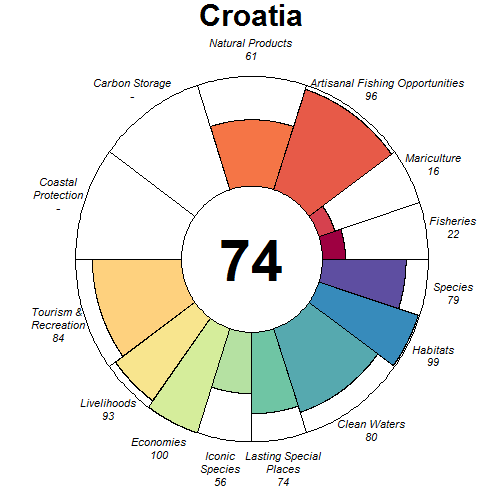 Croatia
Natural Products
61
Carbon Storage
-
Artisanal Fishing Opportunities
96
Mariculture
16
Coastal
Protection
-
Fisheries
22
74
Species
79
Tourism &
Recreation
84
Habitats
99
Livelihoods
93
Clean Waters
80
Economies
100
Iconic
Species
56
Lasting Special
Places
74